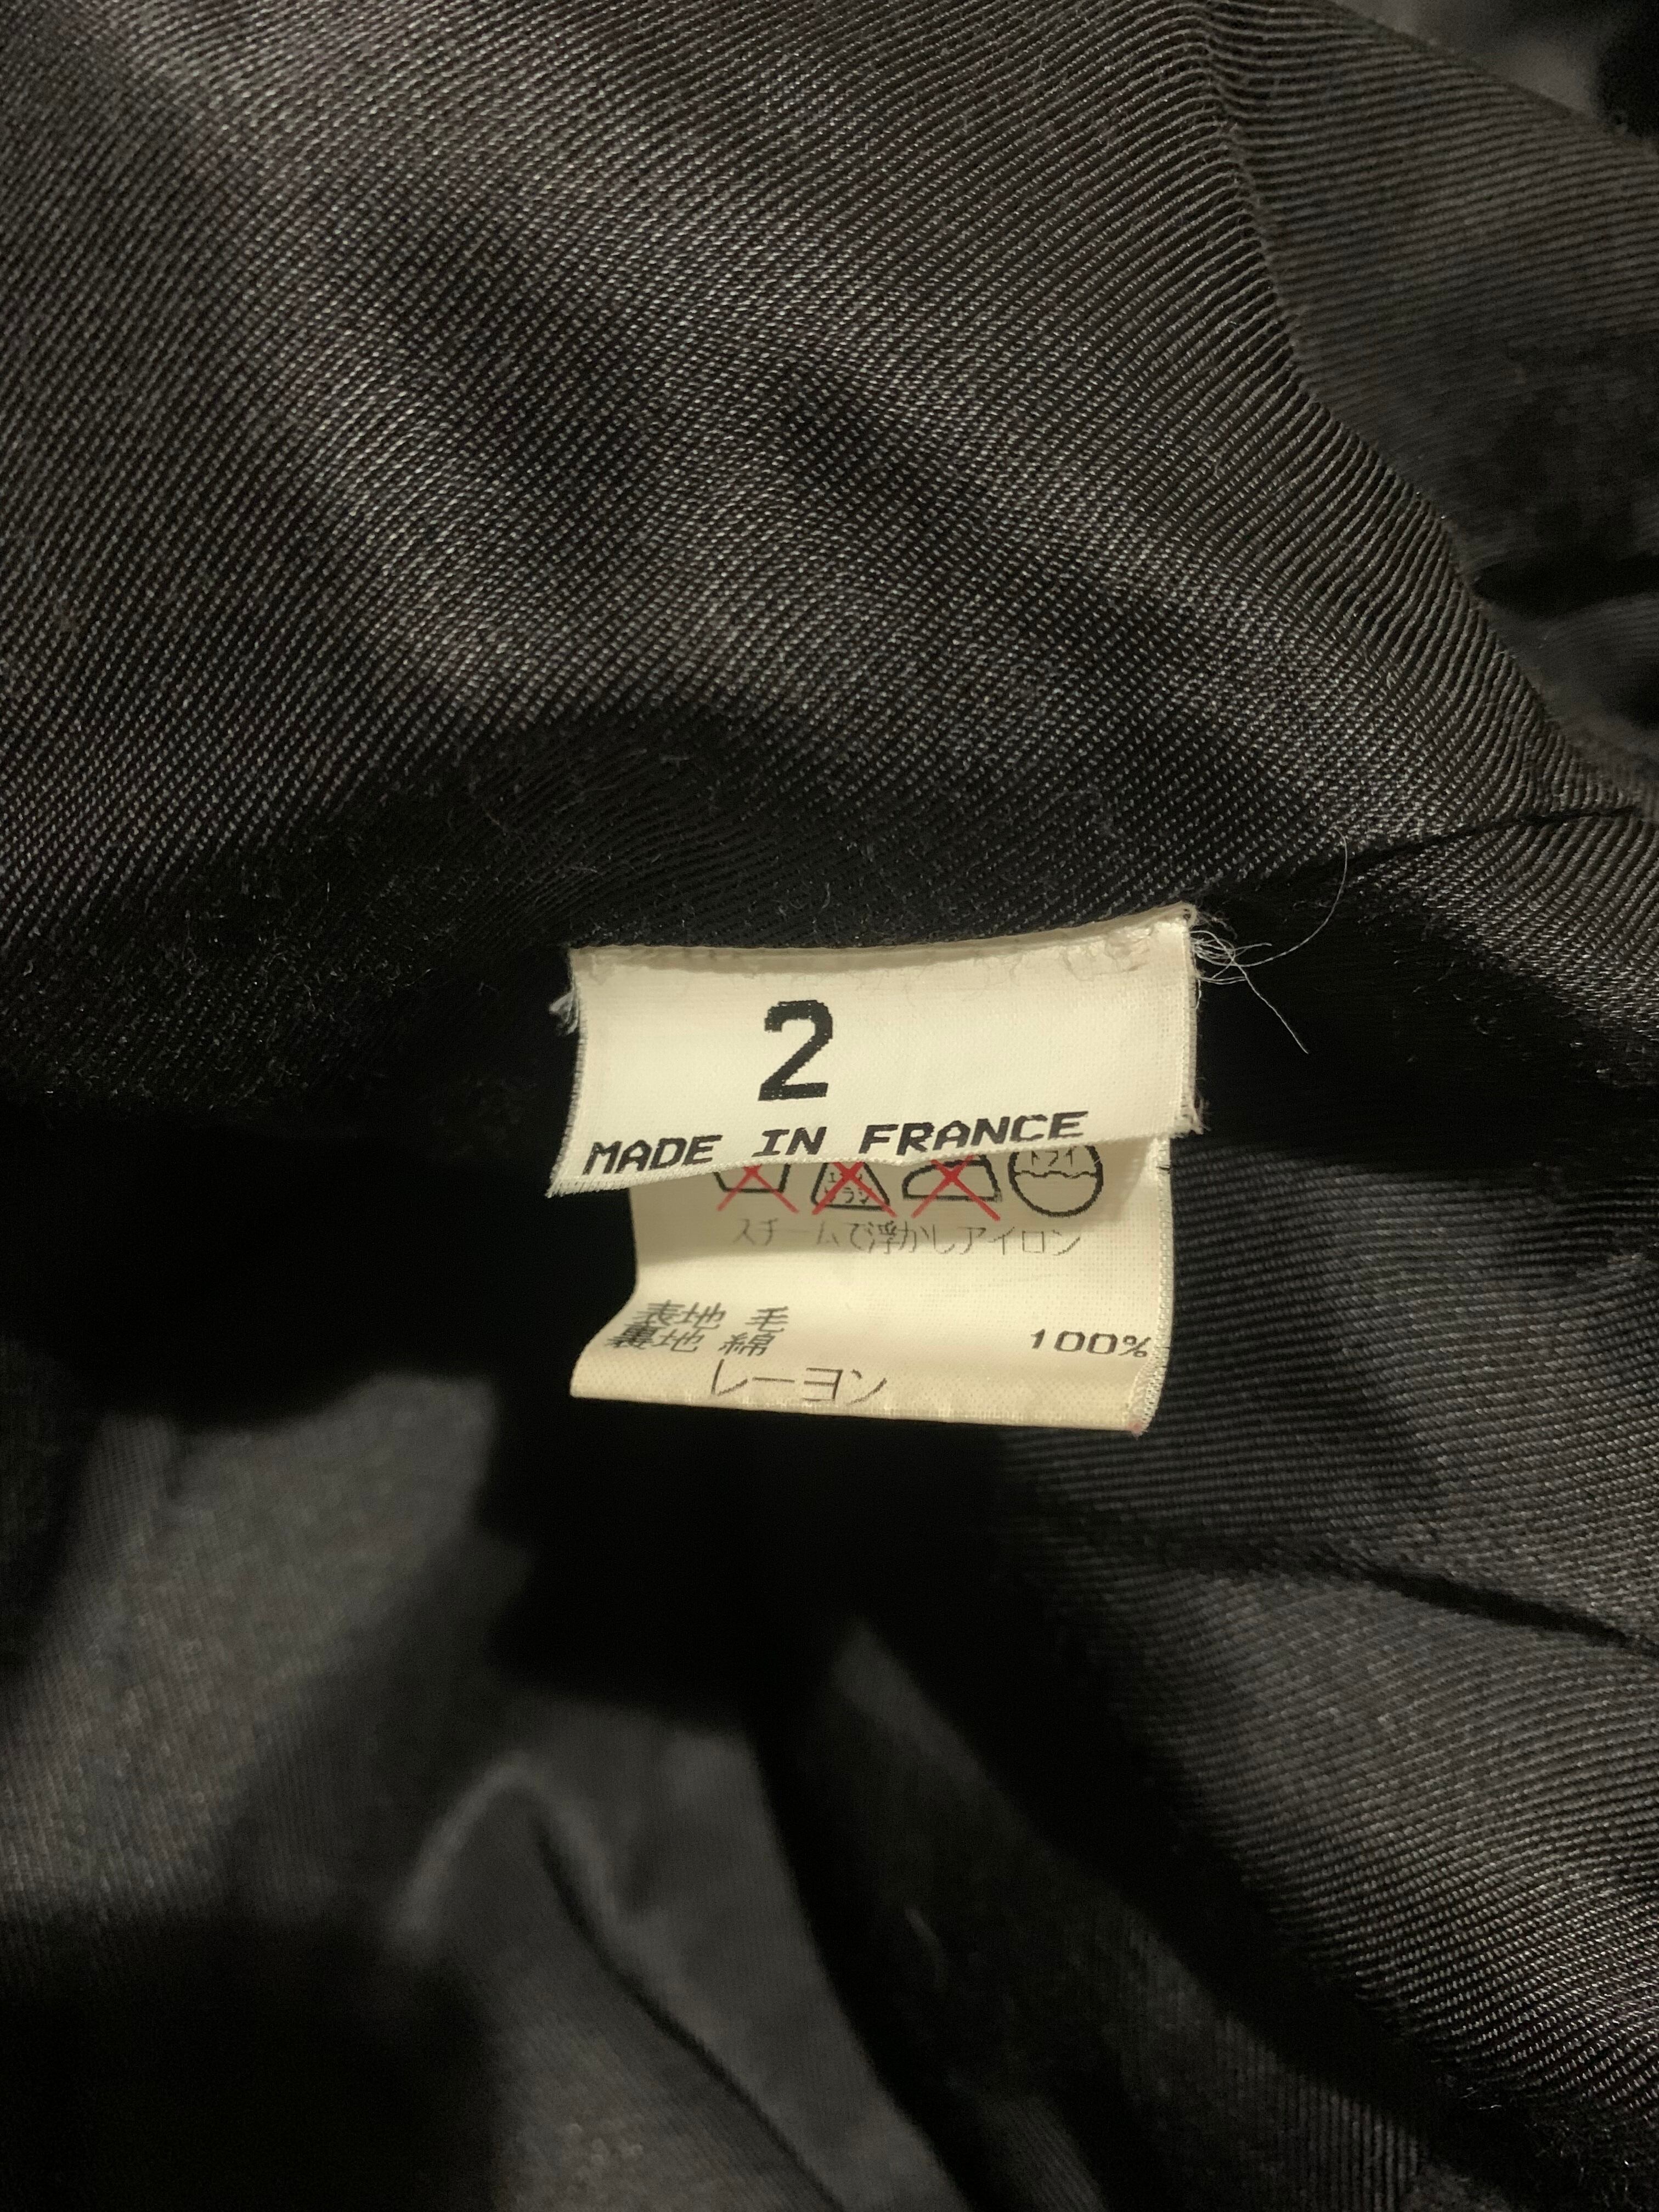 2
MADE IN FRANCE
ドライ
スチームで浮かしアイロン
表地 毛 100%
裏地 綿
レーヨン